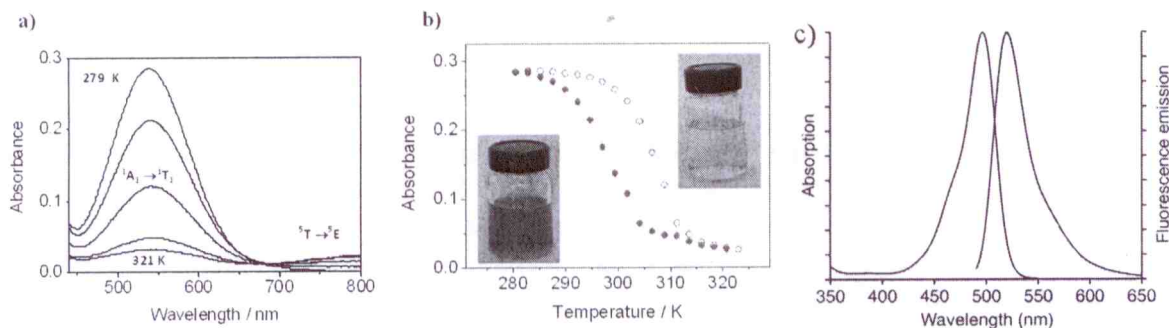 a)
Absorbance
0.3
0.2
0.1
0.0
279 K
¹A₁ → ¹T₁
321 K
⁵T → ⁵E
500
600
700
800
Wavelength / nm
b)
Absorbance
0.3
0.2
0.1
0.0
280
290
300
310
320
Temperature / K
c)
Absorption
350
400
450
500
550
600
650
Wavelength (nm)
Fluorescence emission